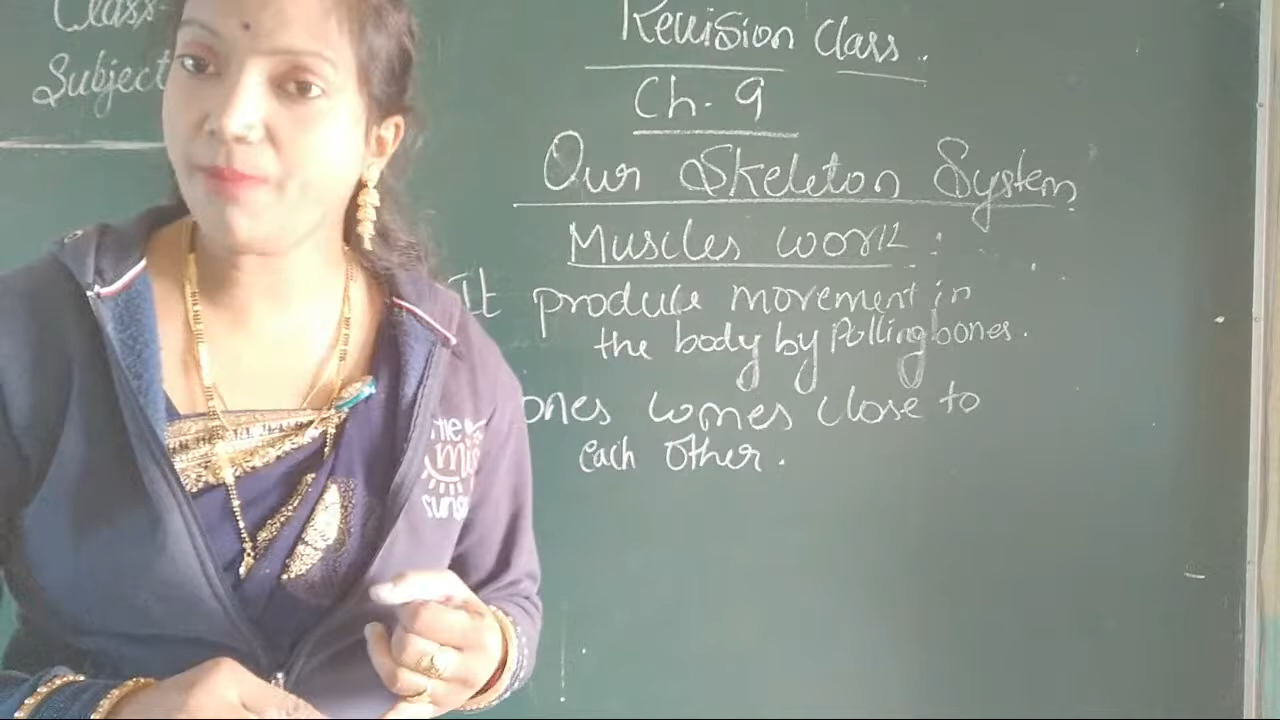 Class-
Subject
Revision Class.
Ch-9
Our Skeleton System
Muscles work :
It produce movement in
the body by Polling bones.
ones comes close to
each other.